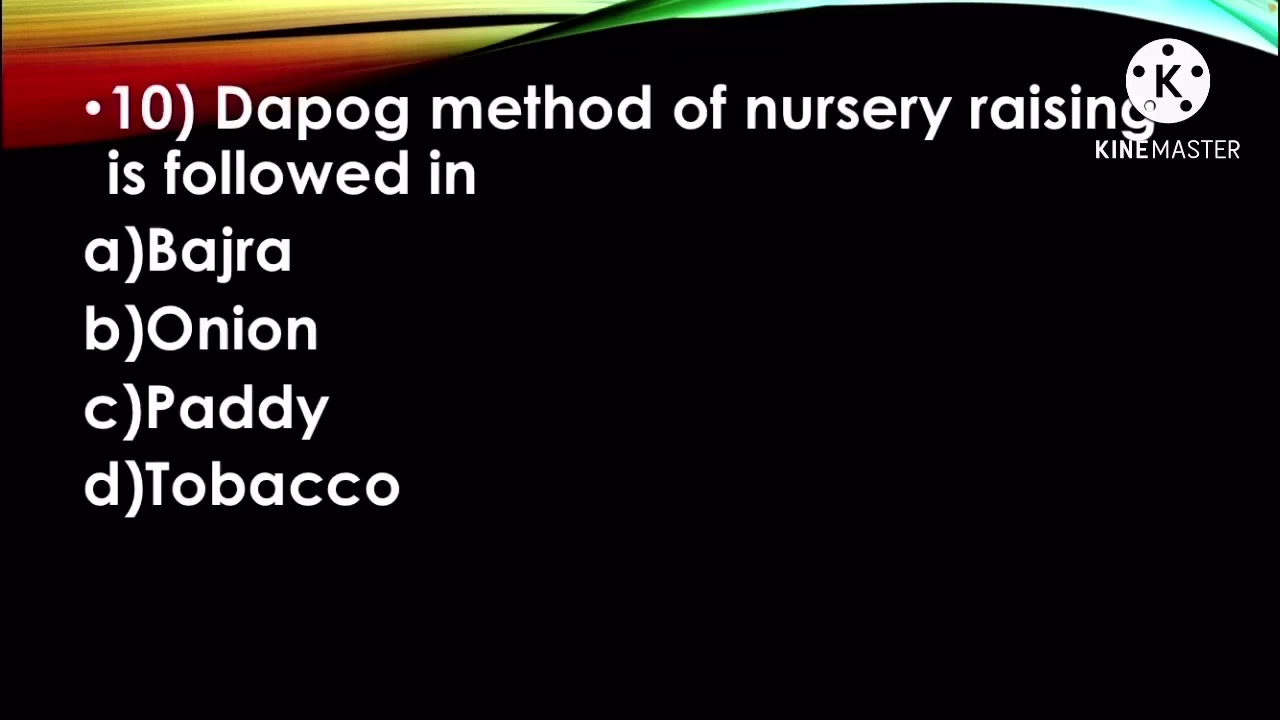 •10) Dapog method of nursery raising
is followed in
a)Bajra
b)Onion
c)Paddy
d)Tobacco
K
KINEMASTER